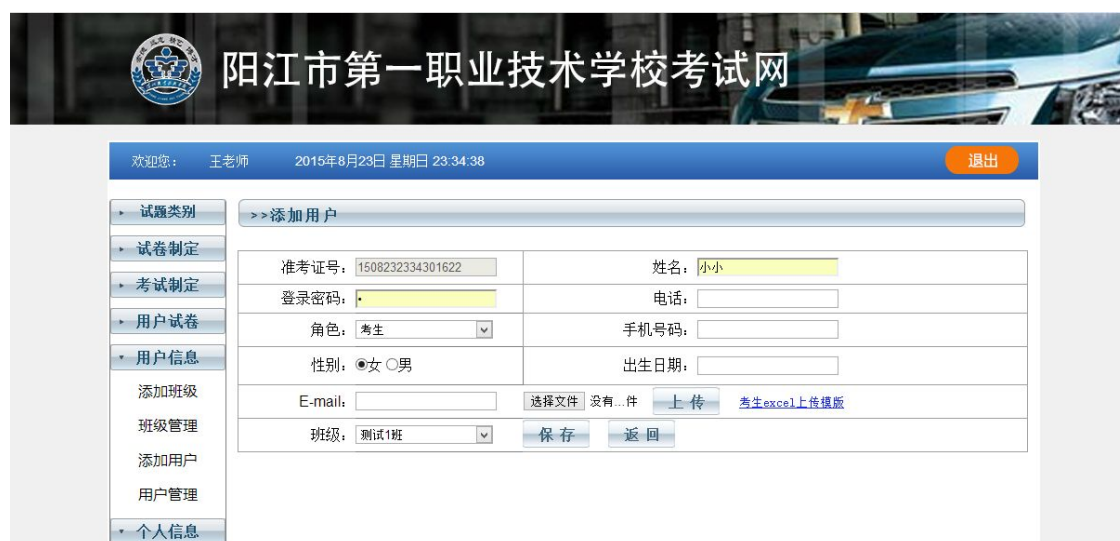 阳江市第一职业技术学校考试网
欢迎您： 王老师 2015年8月23日 星期日 23:34:38 退出
试题类别
试卷制定
考试制定
用户试卷
用户信息
添加班级
班级管理
添加用户
用户管理
个人信息
>>添加用户
准考证号： 1508232334301622 姓名： 小小
登录密码： • 电话：
角色： 考生 手机号码：
性别： 女 男 出生日期：
E-mail： 选择文件 没有...件 上传 考生excel上传模版
班级： 测试1班 保存 返回